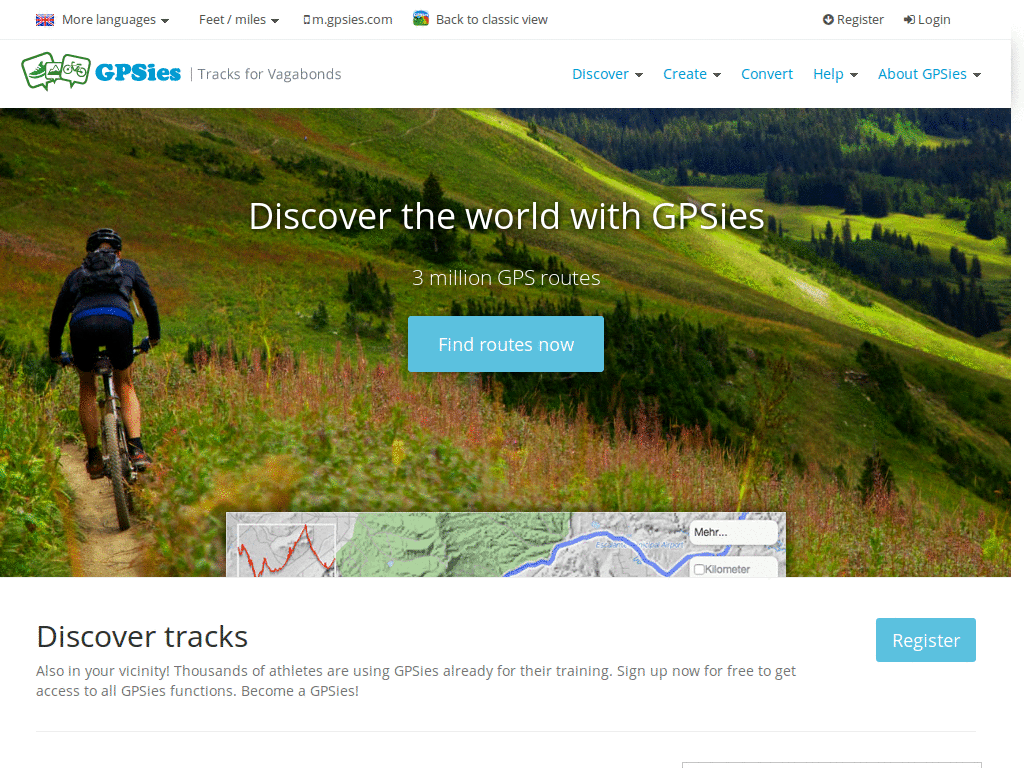 More languages
Feet / miles
m.gpsies.com
Back to classic view
Register
Login
GPSies
Tracks for Vagabonds
Discover
Create
Convert
Help
About GPSies
Discover the world with GPSies
3 million GPS routes
Find routes now
Mehr...
Kilometer
Discover tracks
Register
Also in your vicinity! Thousands of athletes are using GPSies already for their training. Sign up now for free to get
access to all GPSies functions. Become a GPSies!